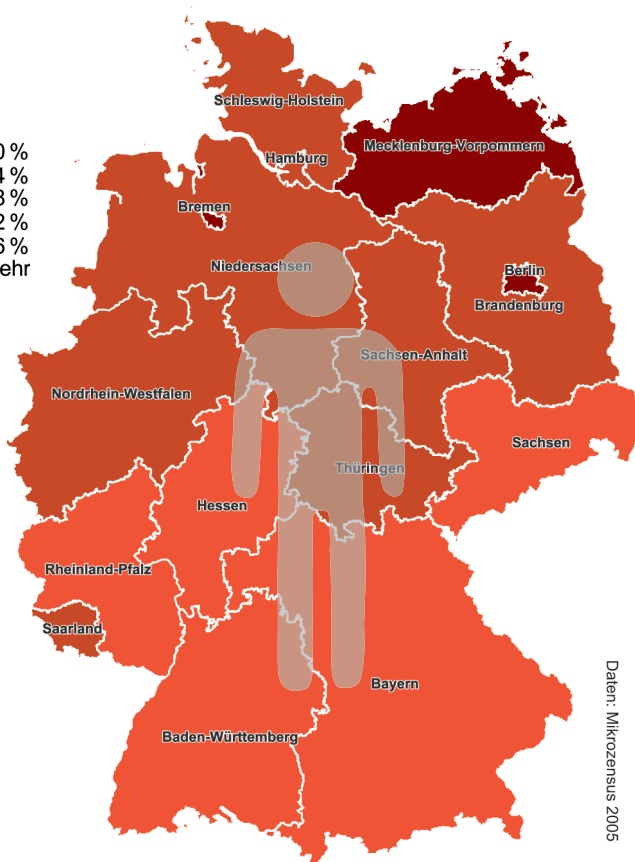 Schleswig-Holstein
Mecklenburg-Vorpommern
Hamburg
0 %
4 %
3 %
2 %
6 %
ehr
Bremen
Niedersachsen
Berlin
Brandenburg
Sachsen-Anhalt
Nordrhein-Westfalen
Sachsen
Thüringen
Hessen
Rheinland-Pfalz
Saarland
Bayern
Baden-Württemberg
Daten: Mikrozensus 2005